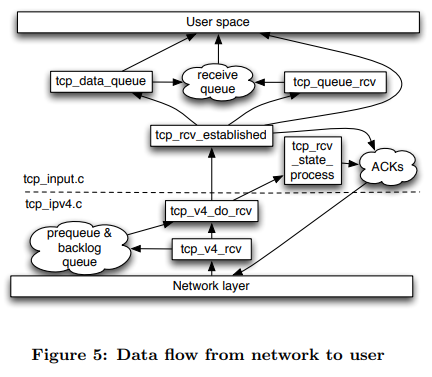 User space
tcp_data_queue
receive
queue
tcp_queue_rcv
tcp_rcv_established
tcp_rcv
_state_
process
ACKs
tcp_input.c
tcp_ipv4.c
tcp_v4_do_rcv
prequeue &
backlog
queue
tcp_v4_rcv
Network layer
Figure 5: Data flow from network to user